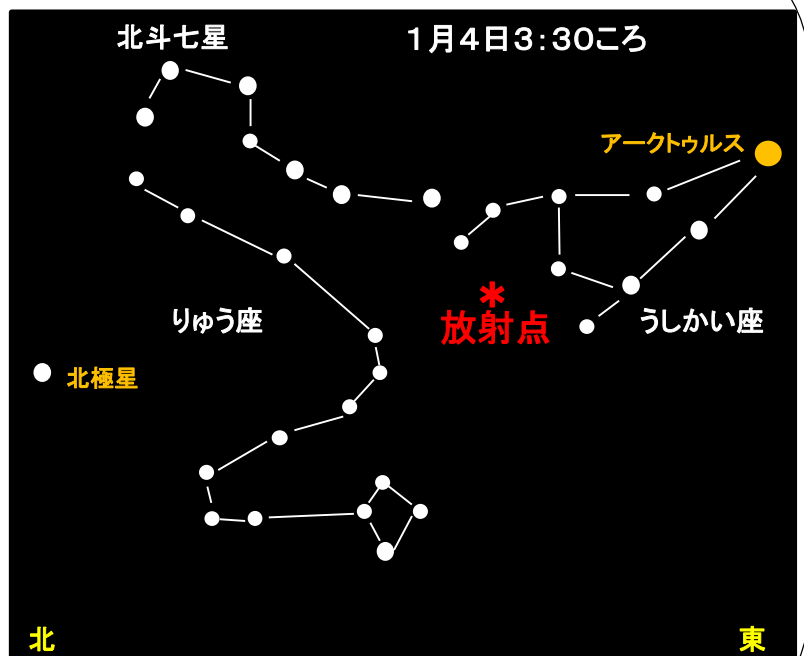 北斗七星
1月4日3:30ころ
アークトゥルス
りゅう座
*
放射点
うしかい座
北極星
北
東